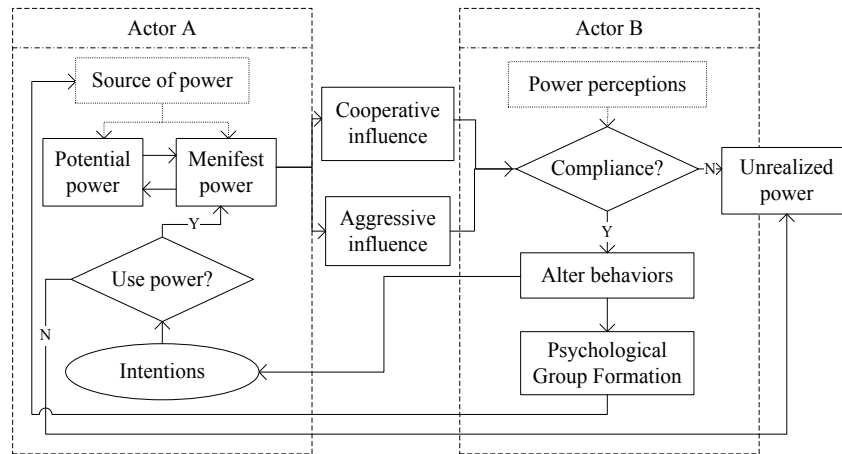 Actor A
Actor B
Source of power
Power perceptions
Cooperative
influence
Potential
power
Menifest
power
Compliance?
N
Unrealized
power
Aggressive
influence
Y
Y
Use power?
Alter behaviors
N
Intentions
Psychological
Group Formation